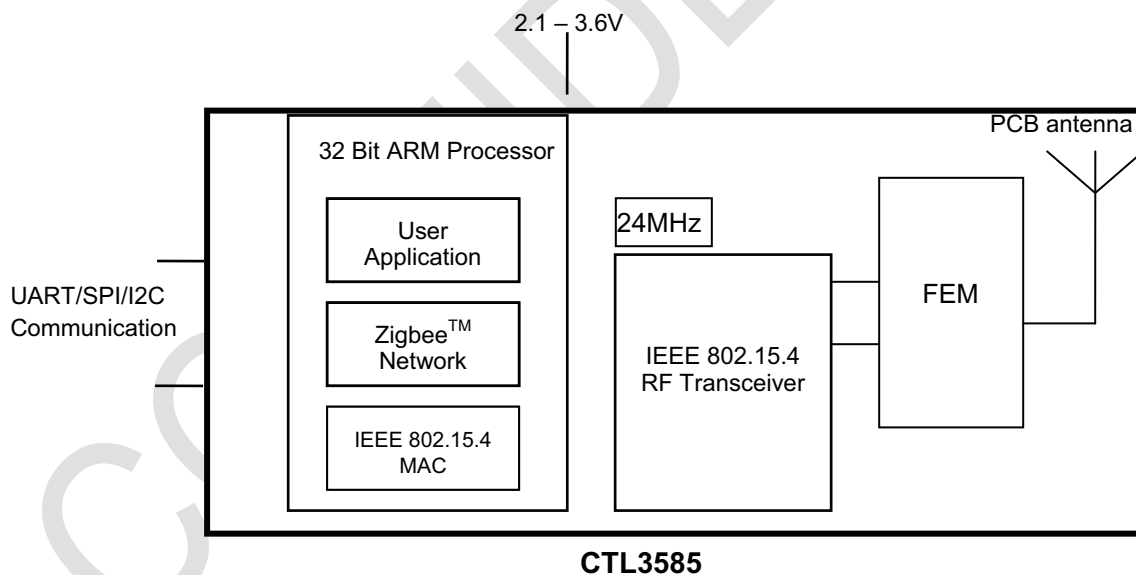 2.1 – 3.6V
PCB antenna
32 Bit ARM Processor
24MHz
User
Application
FEM
UART/SPI/I2C
Communication
Zigbee™
Network
IEEE 802.15.4
RF Transceiver
IEEE 802.15.4
MAC
CTL3585